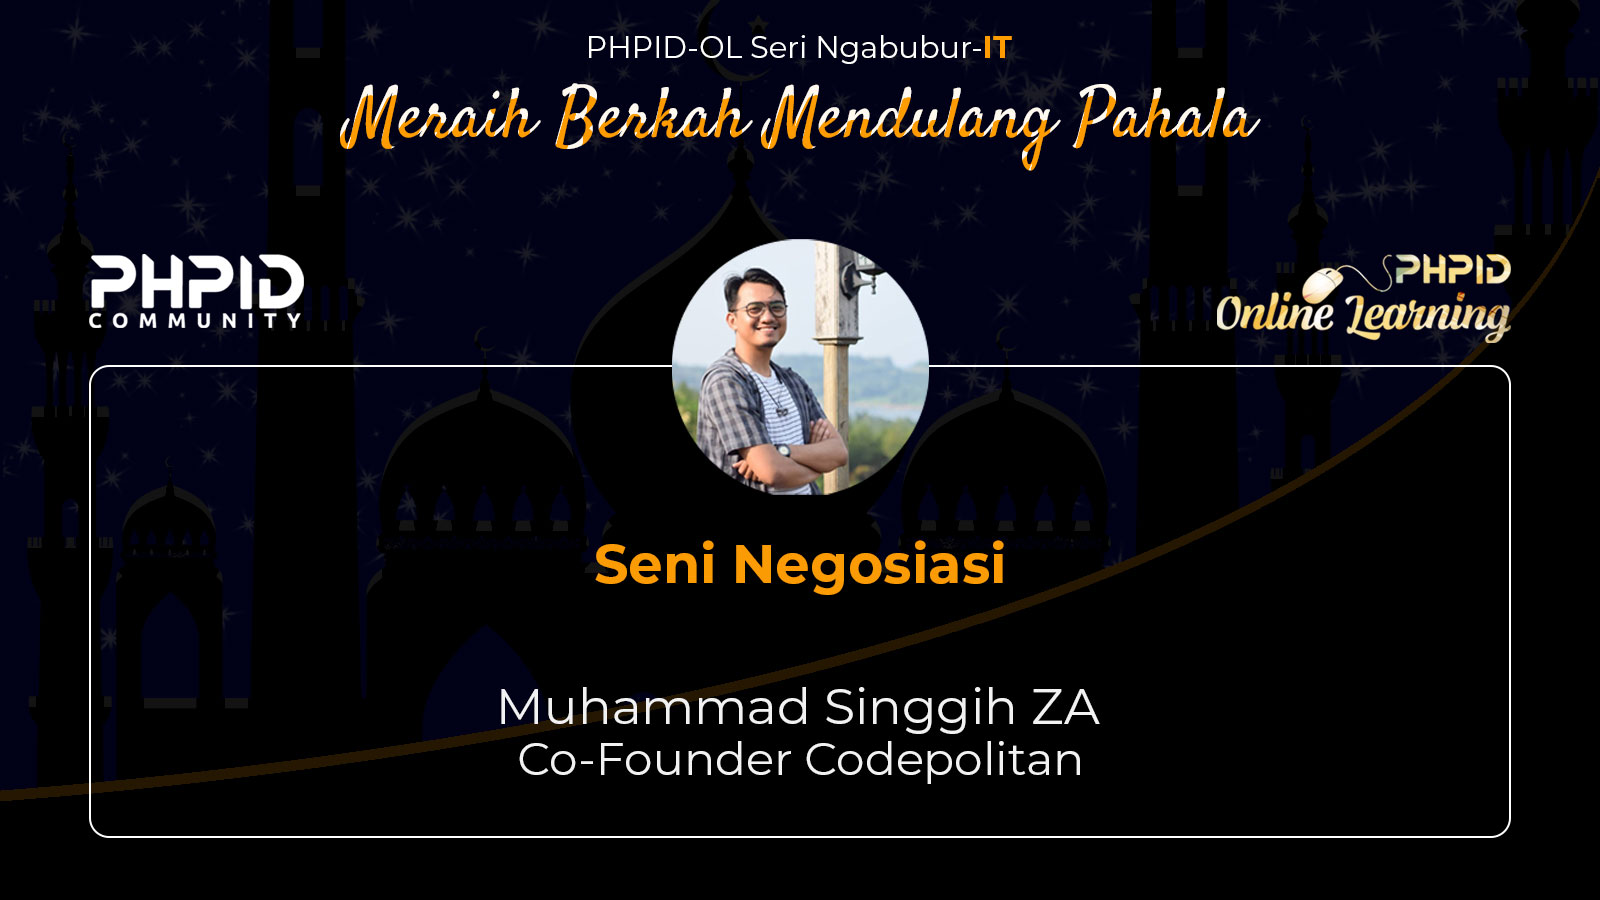 PHPID-OL Seri Ngabubur-IT
Meraih Berkah Mendulang Pahala
PHPID
COMMUNITY
PHPID
Online Learning
Seni Negosiasi
Muhammad Singgih ZA
Co-Founder Codepolitan